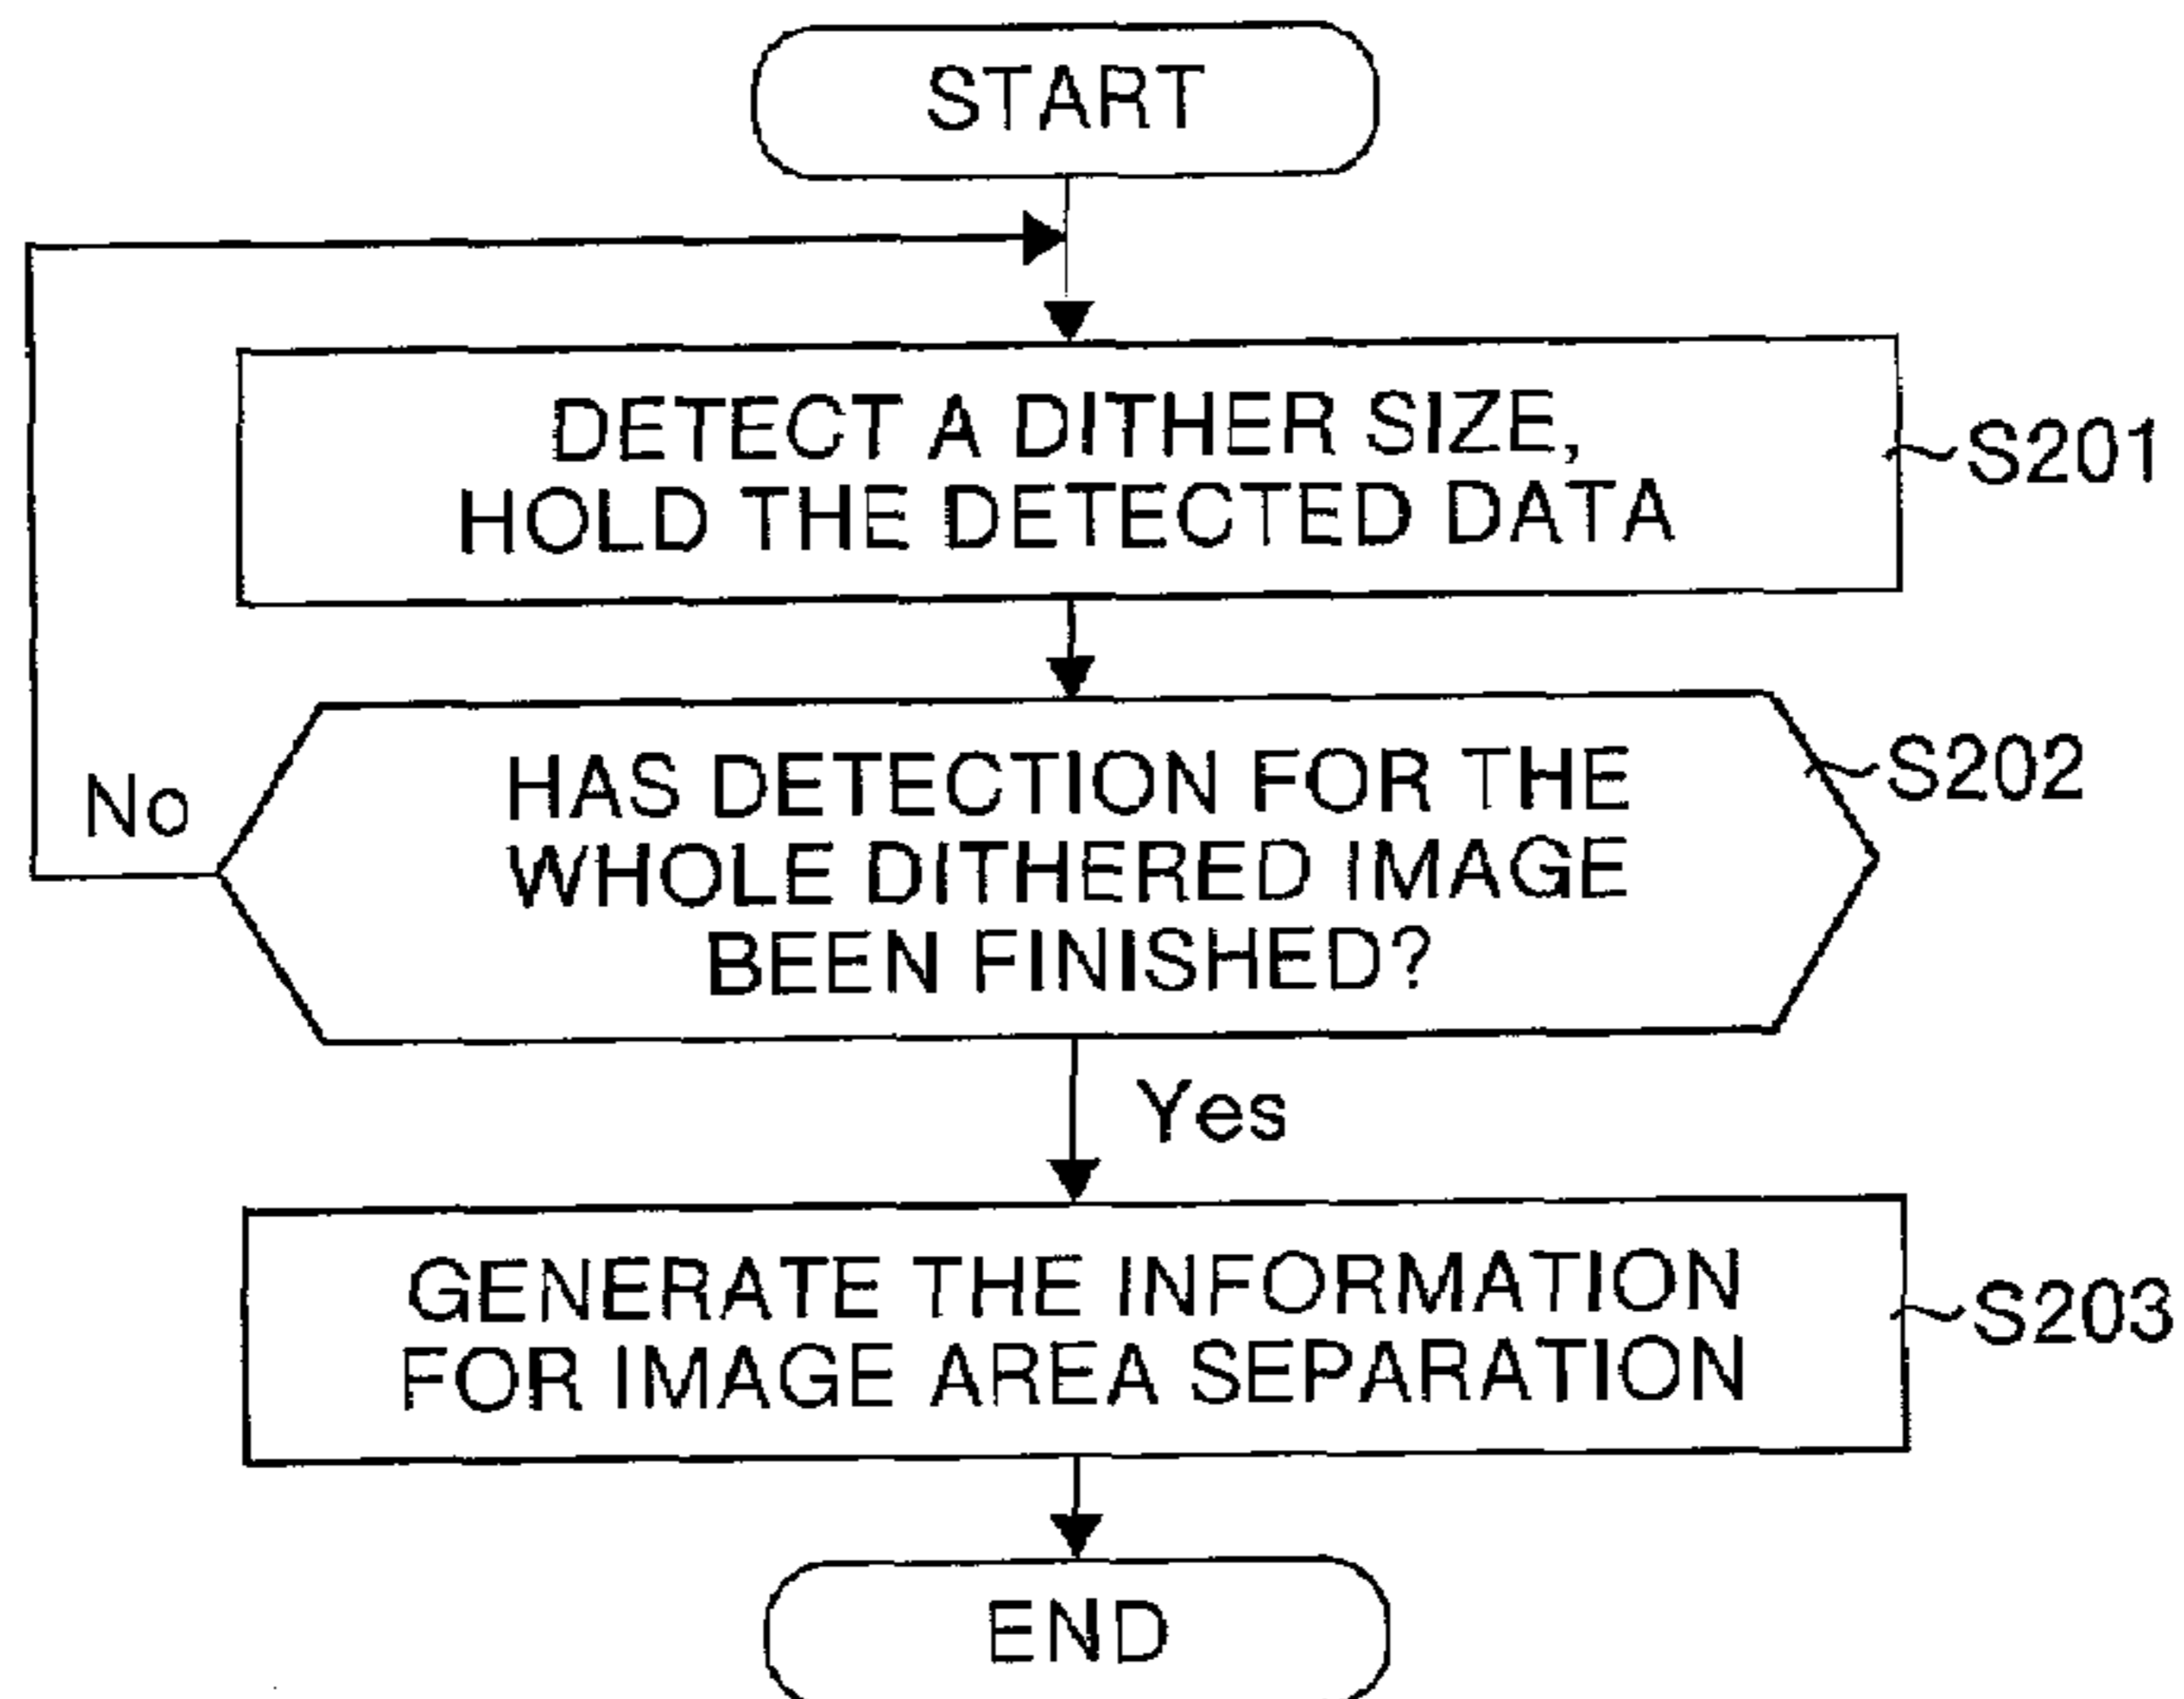 START
DETECT A DITHER SIZE,
HOLD THE DETECTED DATA
S201
HAS DETECTION FOR THE
WHOLE DITHERED IMAGE
BEEN FINISHED?
S202
No
Yes
GENERATE THE INFORMATION
FOR IMAGE AREA SEPARATION
S203
END